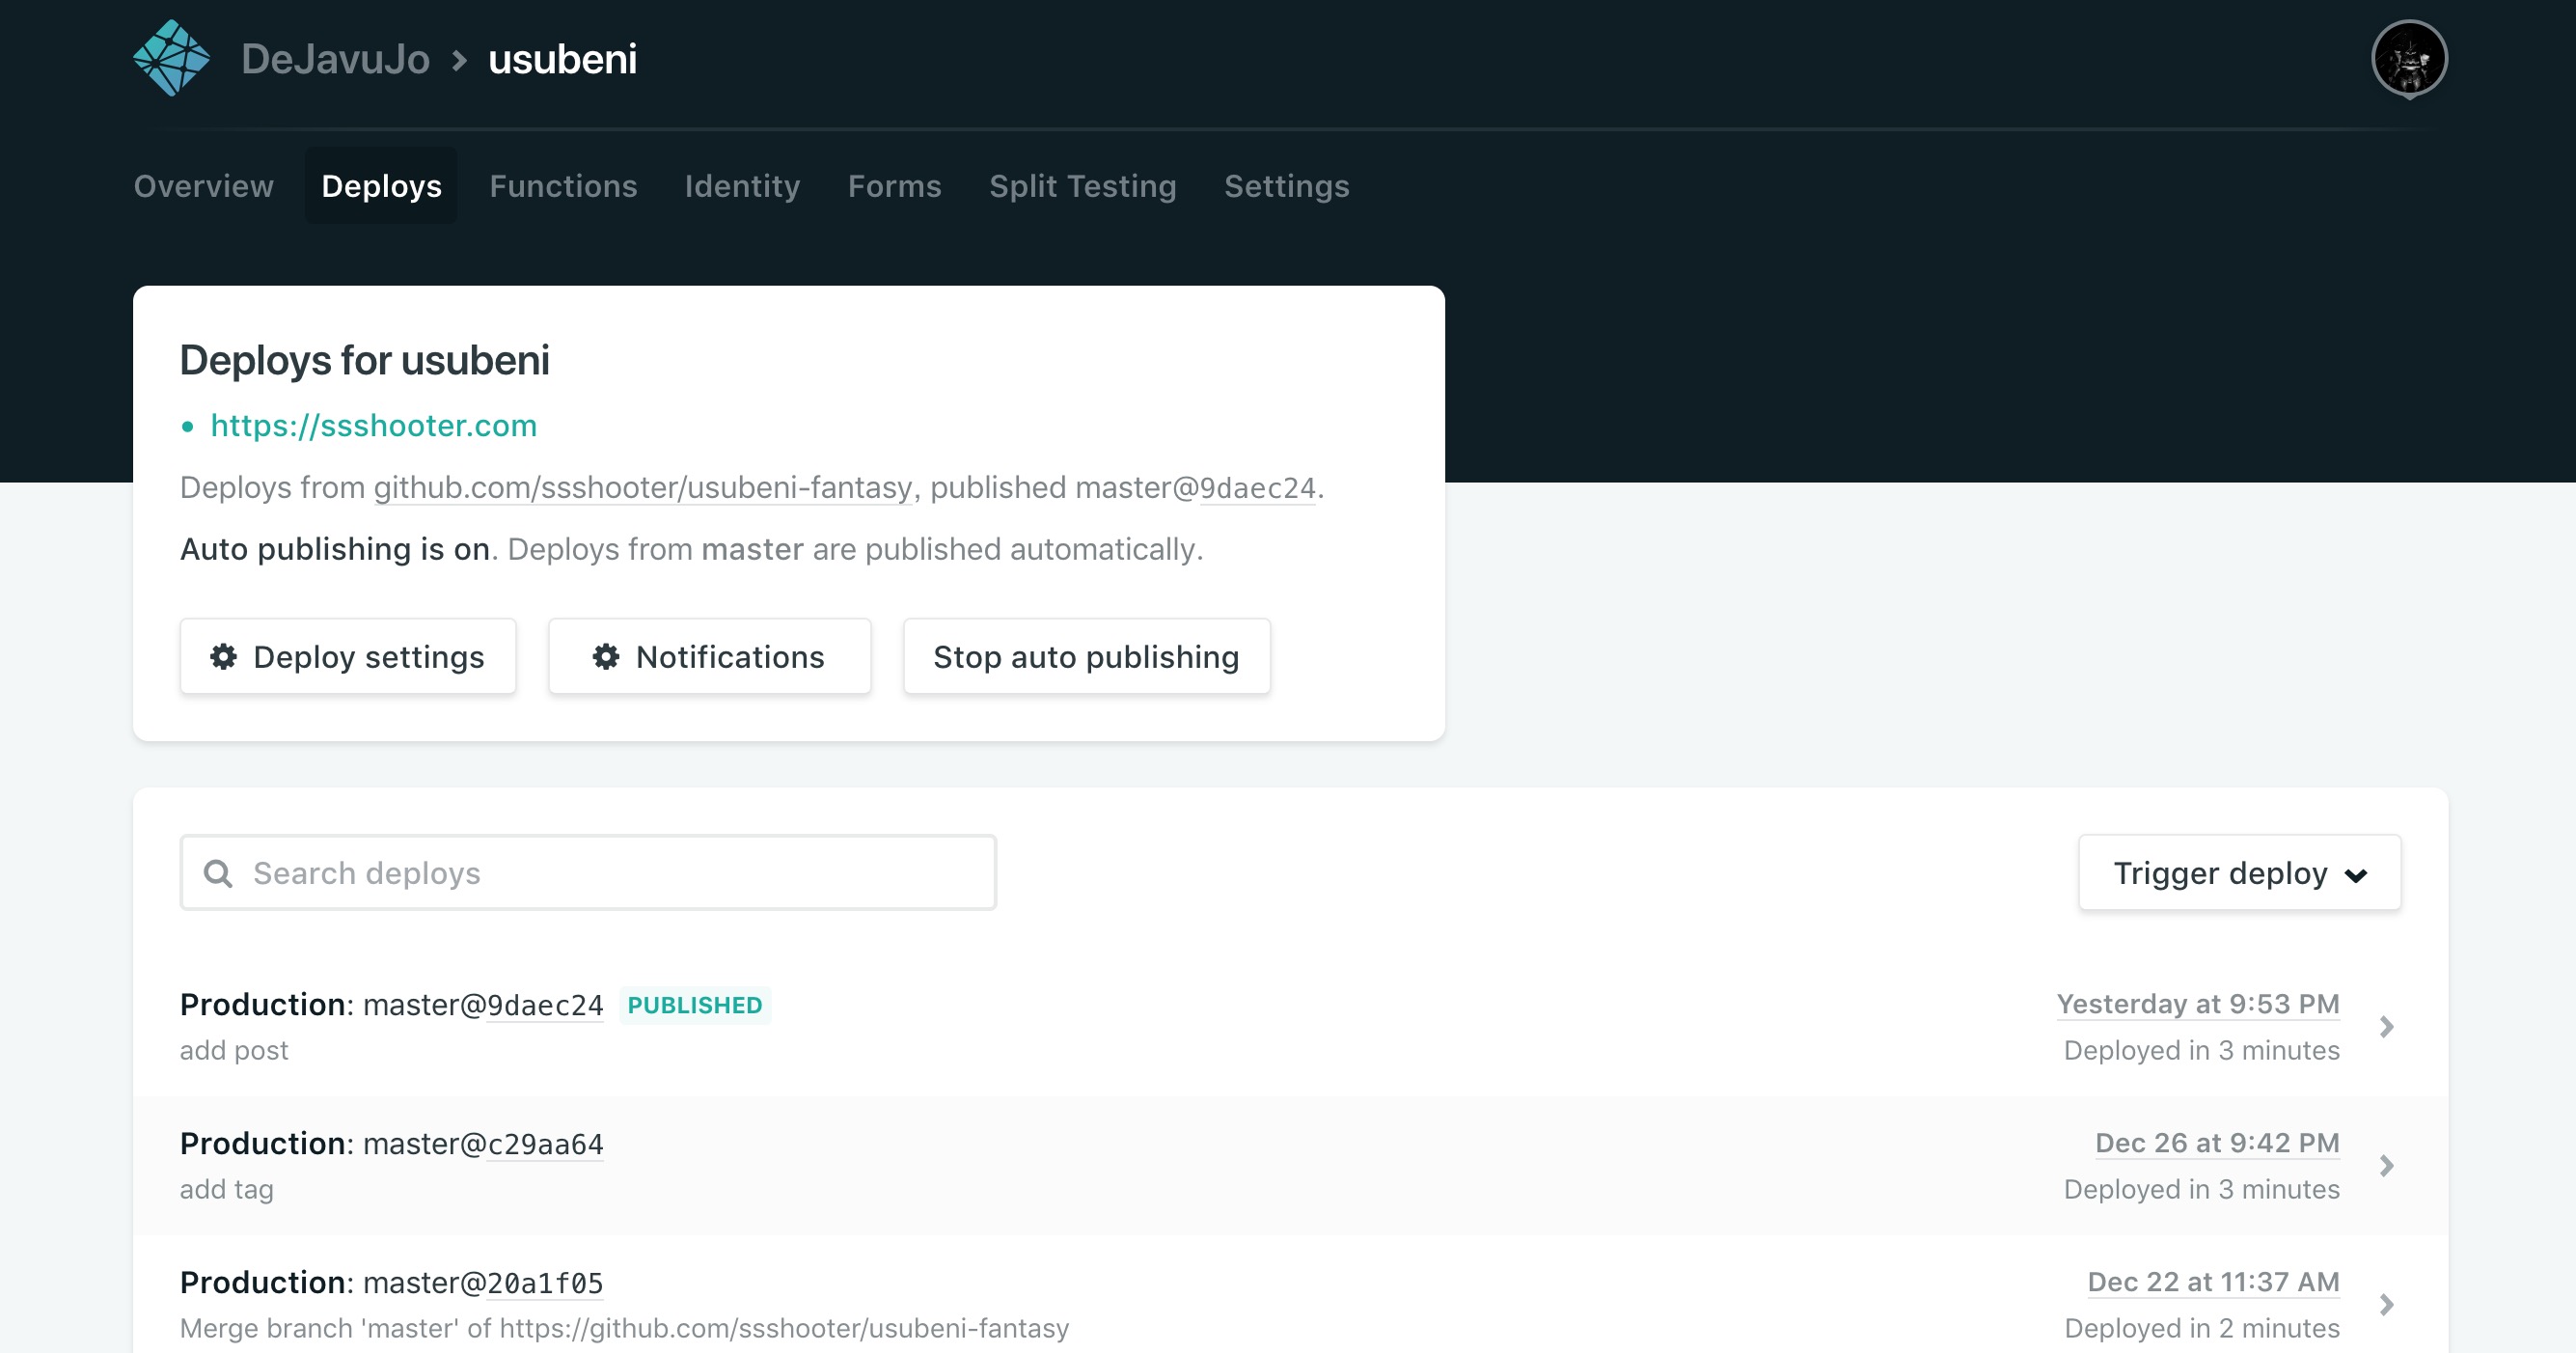 DeJavuJo > usubeni
Overview Deploys Functions Identity Forms Split Testing Settings
Deploys for usubeni
• https://ssshooter.com
Deploys from github.com/ssshooter/usubeni-fantasy, published master@9daec24.
Auto publishing is on. Deploys from master are published automatically.
Deploy settings Notifications Stop auto publishing
Search deploys Trigger deploy
Production: master@9daec24 PUBLISHED Yesterday at 9:53 PM
add post Deployed in 3 minutes
Production: master@c29aa64 Dec 26 at 9:42 PM
add tag Deployed in 3 minutes
Production: master@20a1f05 Dec 22 at 11:37 AM
Merge branch 'master' of https://github.com/ssshooter/usubeni-fantasy Deployed in 2 minutes